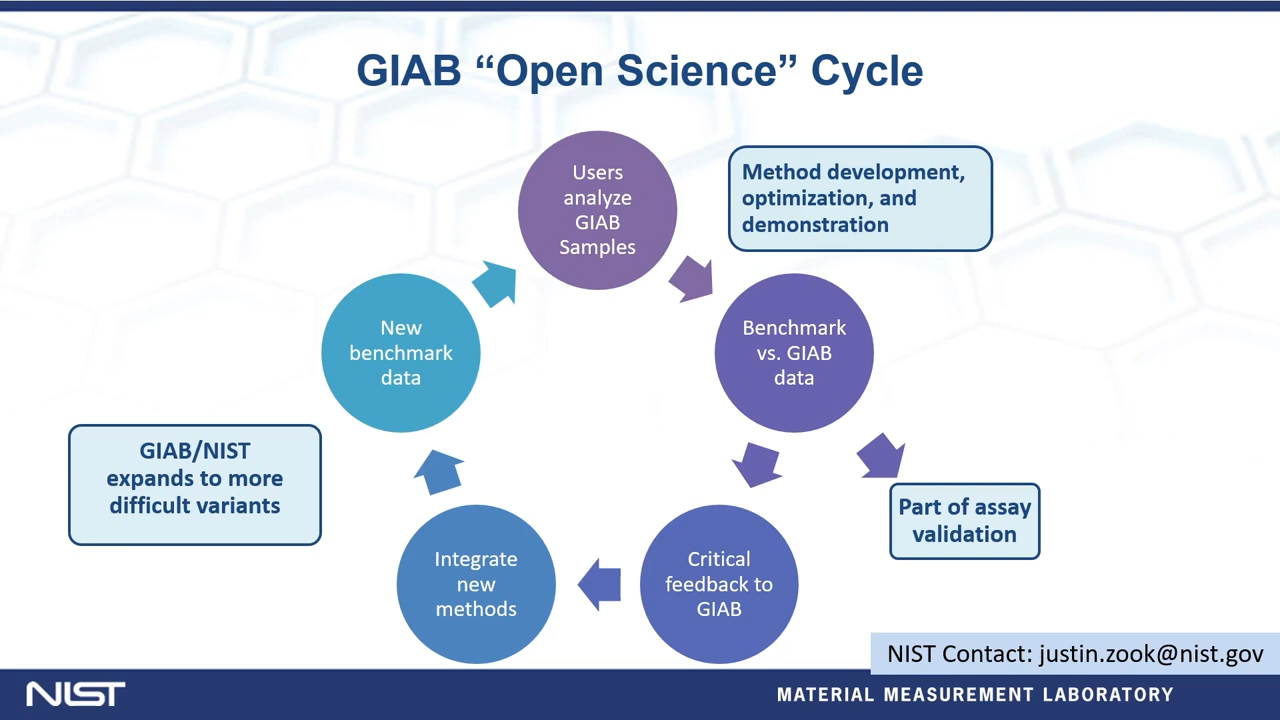 GIAB “Open Science” Cycle
Users
analyze
GIAB
Samples
Method development,
optimization, and
demonstration
Benchmark
vs. GIAB
data
Part of assay
validation
Critical
feedback to
GIAB
Integrate
new
methods
GIAB/NIST
expands to more
difficult variants
New
benchmark
data
NIST Contact: justin.zook@nist.gov
NIST
MATERIAL MEASUREMENT LABORATORY